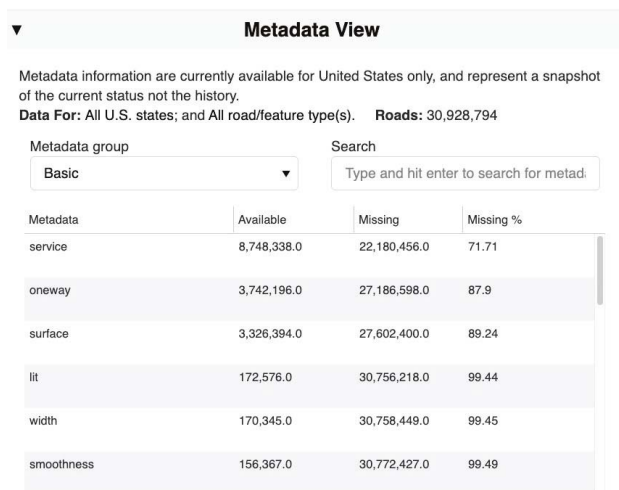 ▼ Metadata View
Metadata information are currently available for United States only, and represent a snapshot
of the current status not the history.
Data For: All U.S. states; and All road/feature type(s). Roads: 30,928,794
Metadata group Search
Basic ▼ Type and hit enter to search for
Metadata Available Missing Missing %
service 8,748,338.0 22,180,456.0 71.71
oneway 3,742,196.0 27,186,598.0 87.9
surface 3,326,394.0 27,602,400.0 89.24
lit 172,576.0 30,756,218.0 99.44
width 170,345.0 30,758,449.0 99.45
smoothness 156,367.0 30,772,427.0 99.49